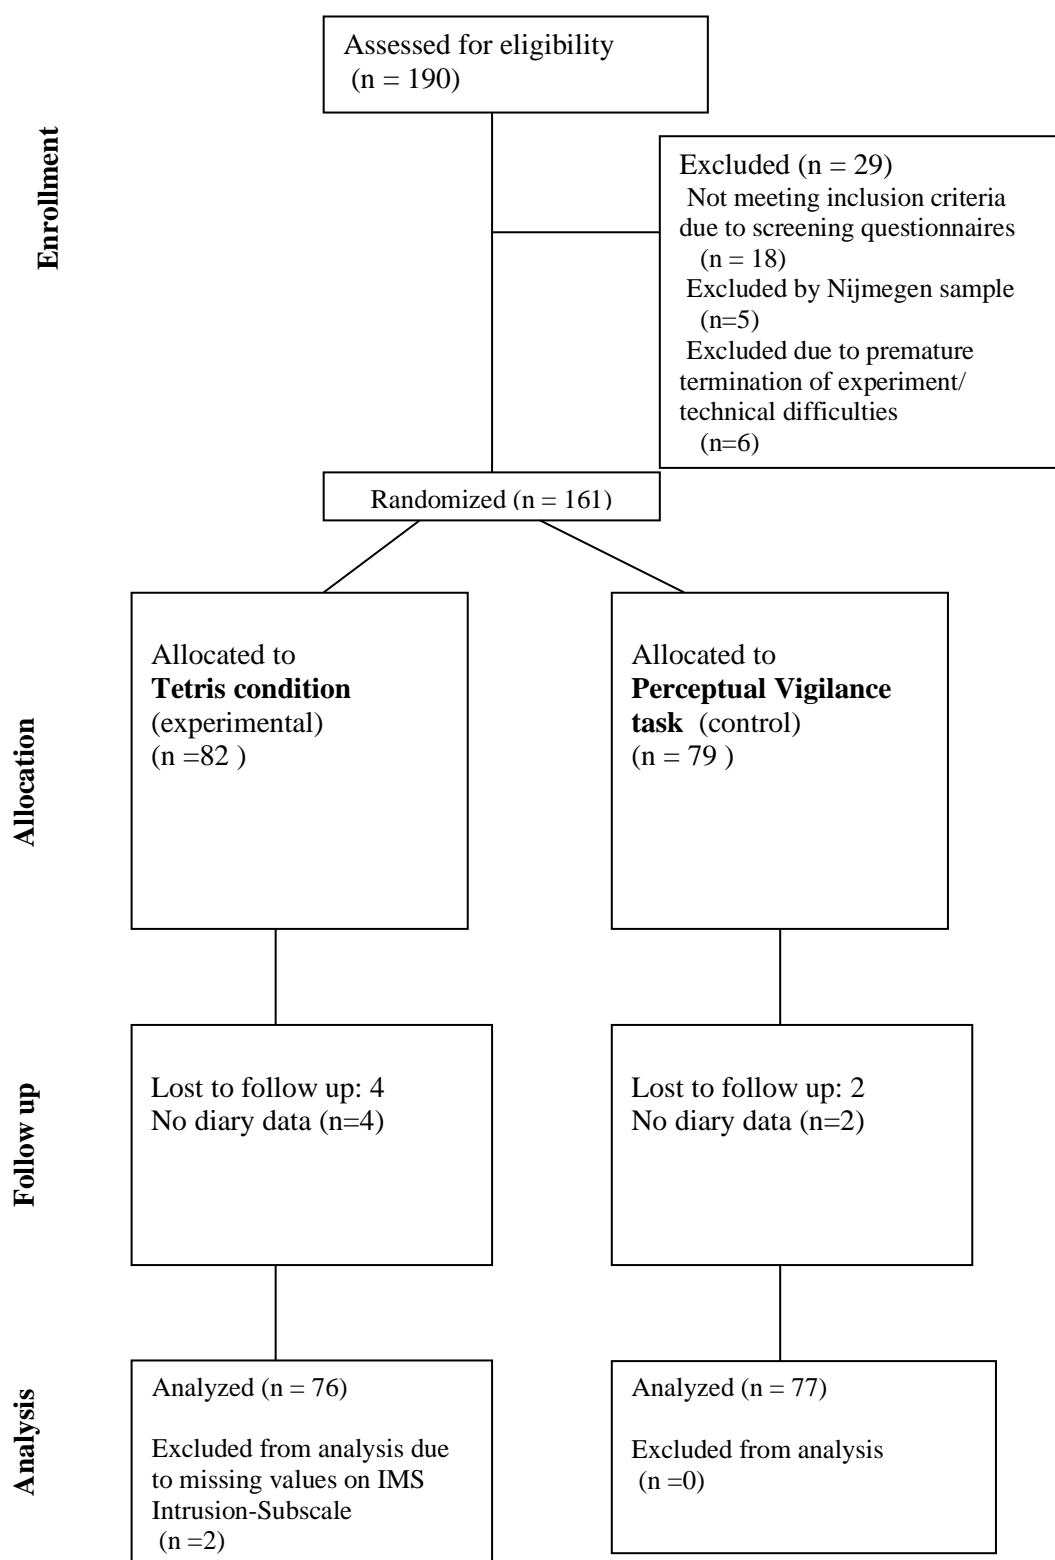 Assessed for eligibility
(n = 190)
Enrollment
Excluded (n = 29)
Not meeting inclusion criteria
due to screening questionnaires
(n = 18)
Excluded by Nijmegen sample
(n=5)
Excluded due to premature
termination of experiment/
technical difficulties
(n=6)
Randomized (n = 161)
Allocation
Allocated to
Tetris condition
(experimental)
(n =82 )
Allocated to
Perceptual Vigilance
task (control)
(n = 79 )
Follow up
Lost to follow up: 4
No diary data (n=4)
Lost to follow up: 2
No diary data (n=2)
Analysis
Analyzed (n = 76)
Excluded from analysis due
to missing values on IMS
Intrusion-Subscale
(n =2)
Analyzed (n = 77)
Excluded from analysis
(n =0)